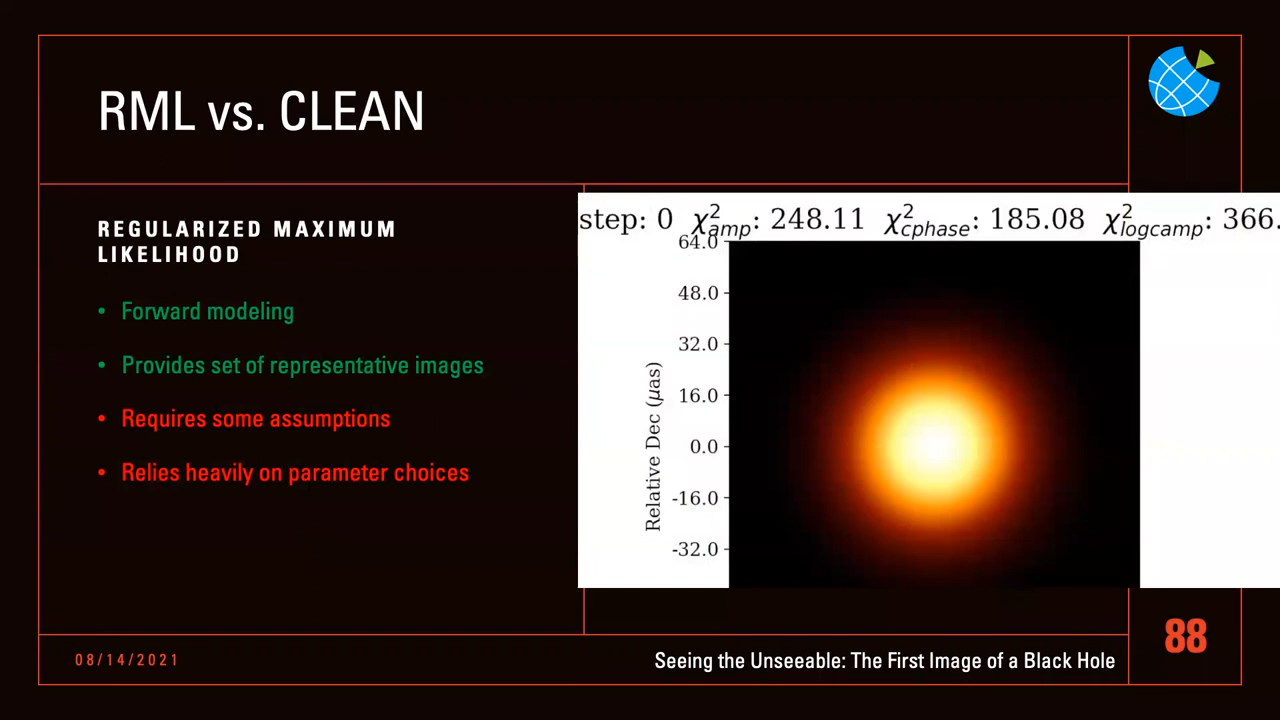 RML vs. CLEAN
REGULARIZED MAXIMUM
LIKELIHOOD
• Forward modeling
• Provides set of representative images
• Requires some assumptions
• Relies heavily on parameter choices
step: 0 χ²amp: 248.11 χ²cphase: 185.08 χ²logcamp: 366.
64.0
48.0
32.0
16.0
0.0
-16.0
-32.0
Relative Dec (μas)
08/14/2021
Seeing the Unseeable: The First Image of a Black Hole
88